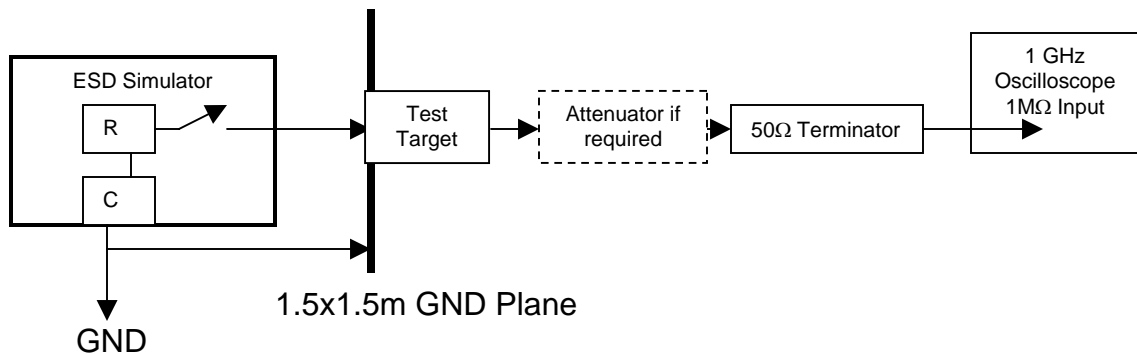 ESD Simulator
R
C
GND
1.5x1.5m GND Plane
Test
Target
Attenuator if
required
50Ω Terminator
1 GHz
Oscilloscope
1MΩ Input